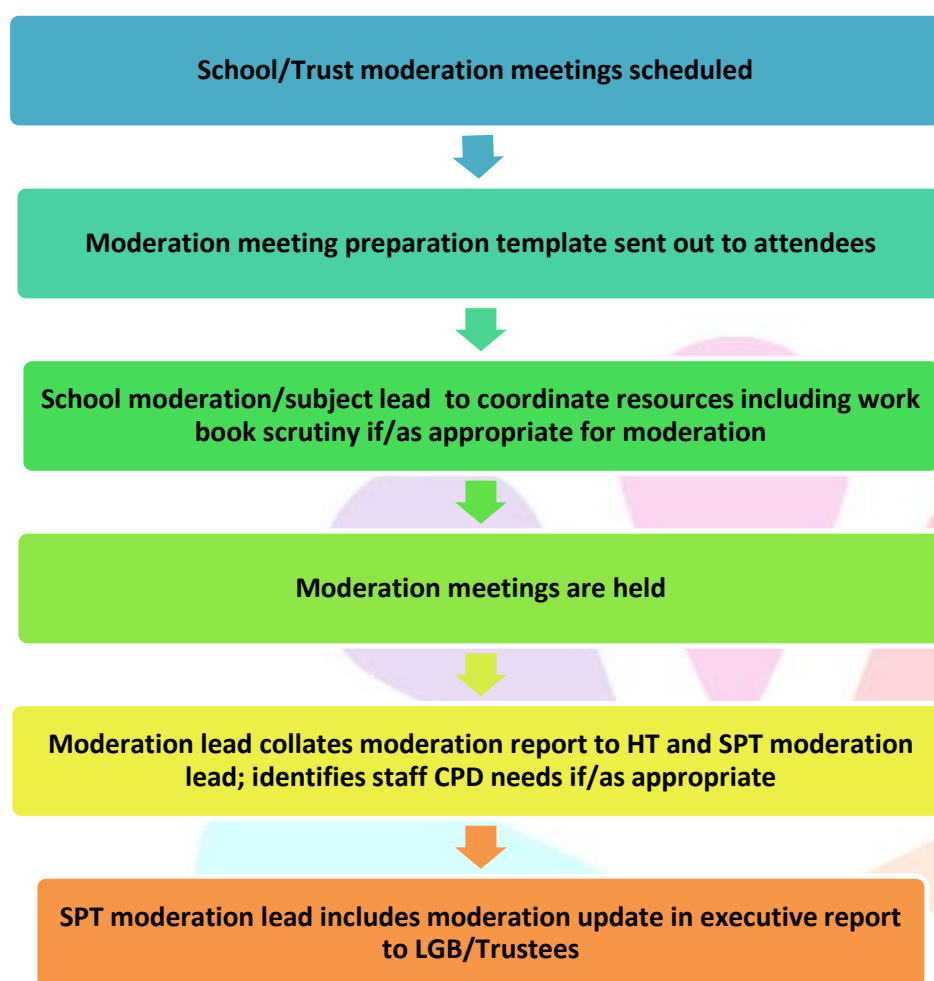 School/Trust moderation meetings scheduled
Moderation meeting preparation template sent out to attendees
School moderation/subject lead  to coordinate resources including work
book scrutiny if/as appropriate for moderation
Moderation meetings are held
Moderation lead collates moderation report to HT and SPT moderation
lead; identifies staff CPD needs if/as appropriate
SPT moderation lead includes moderation update in executive report
to LGB/Trustees